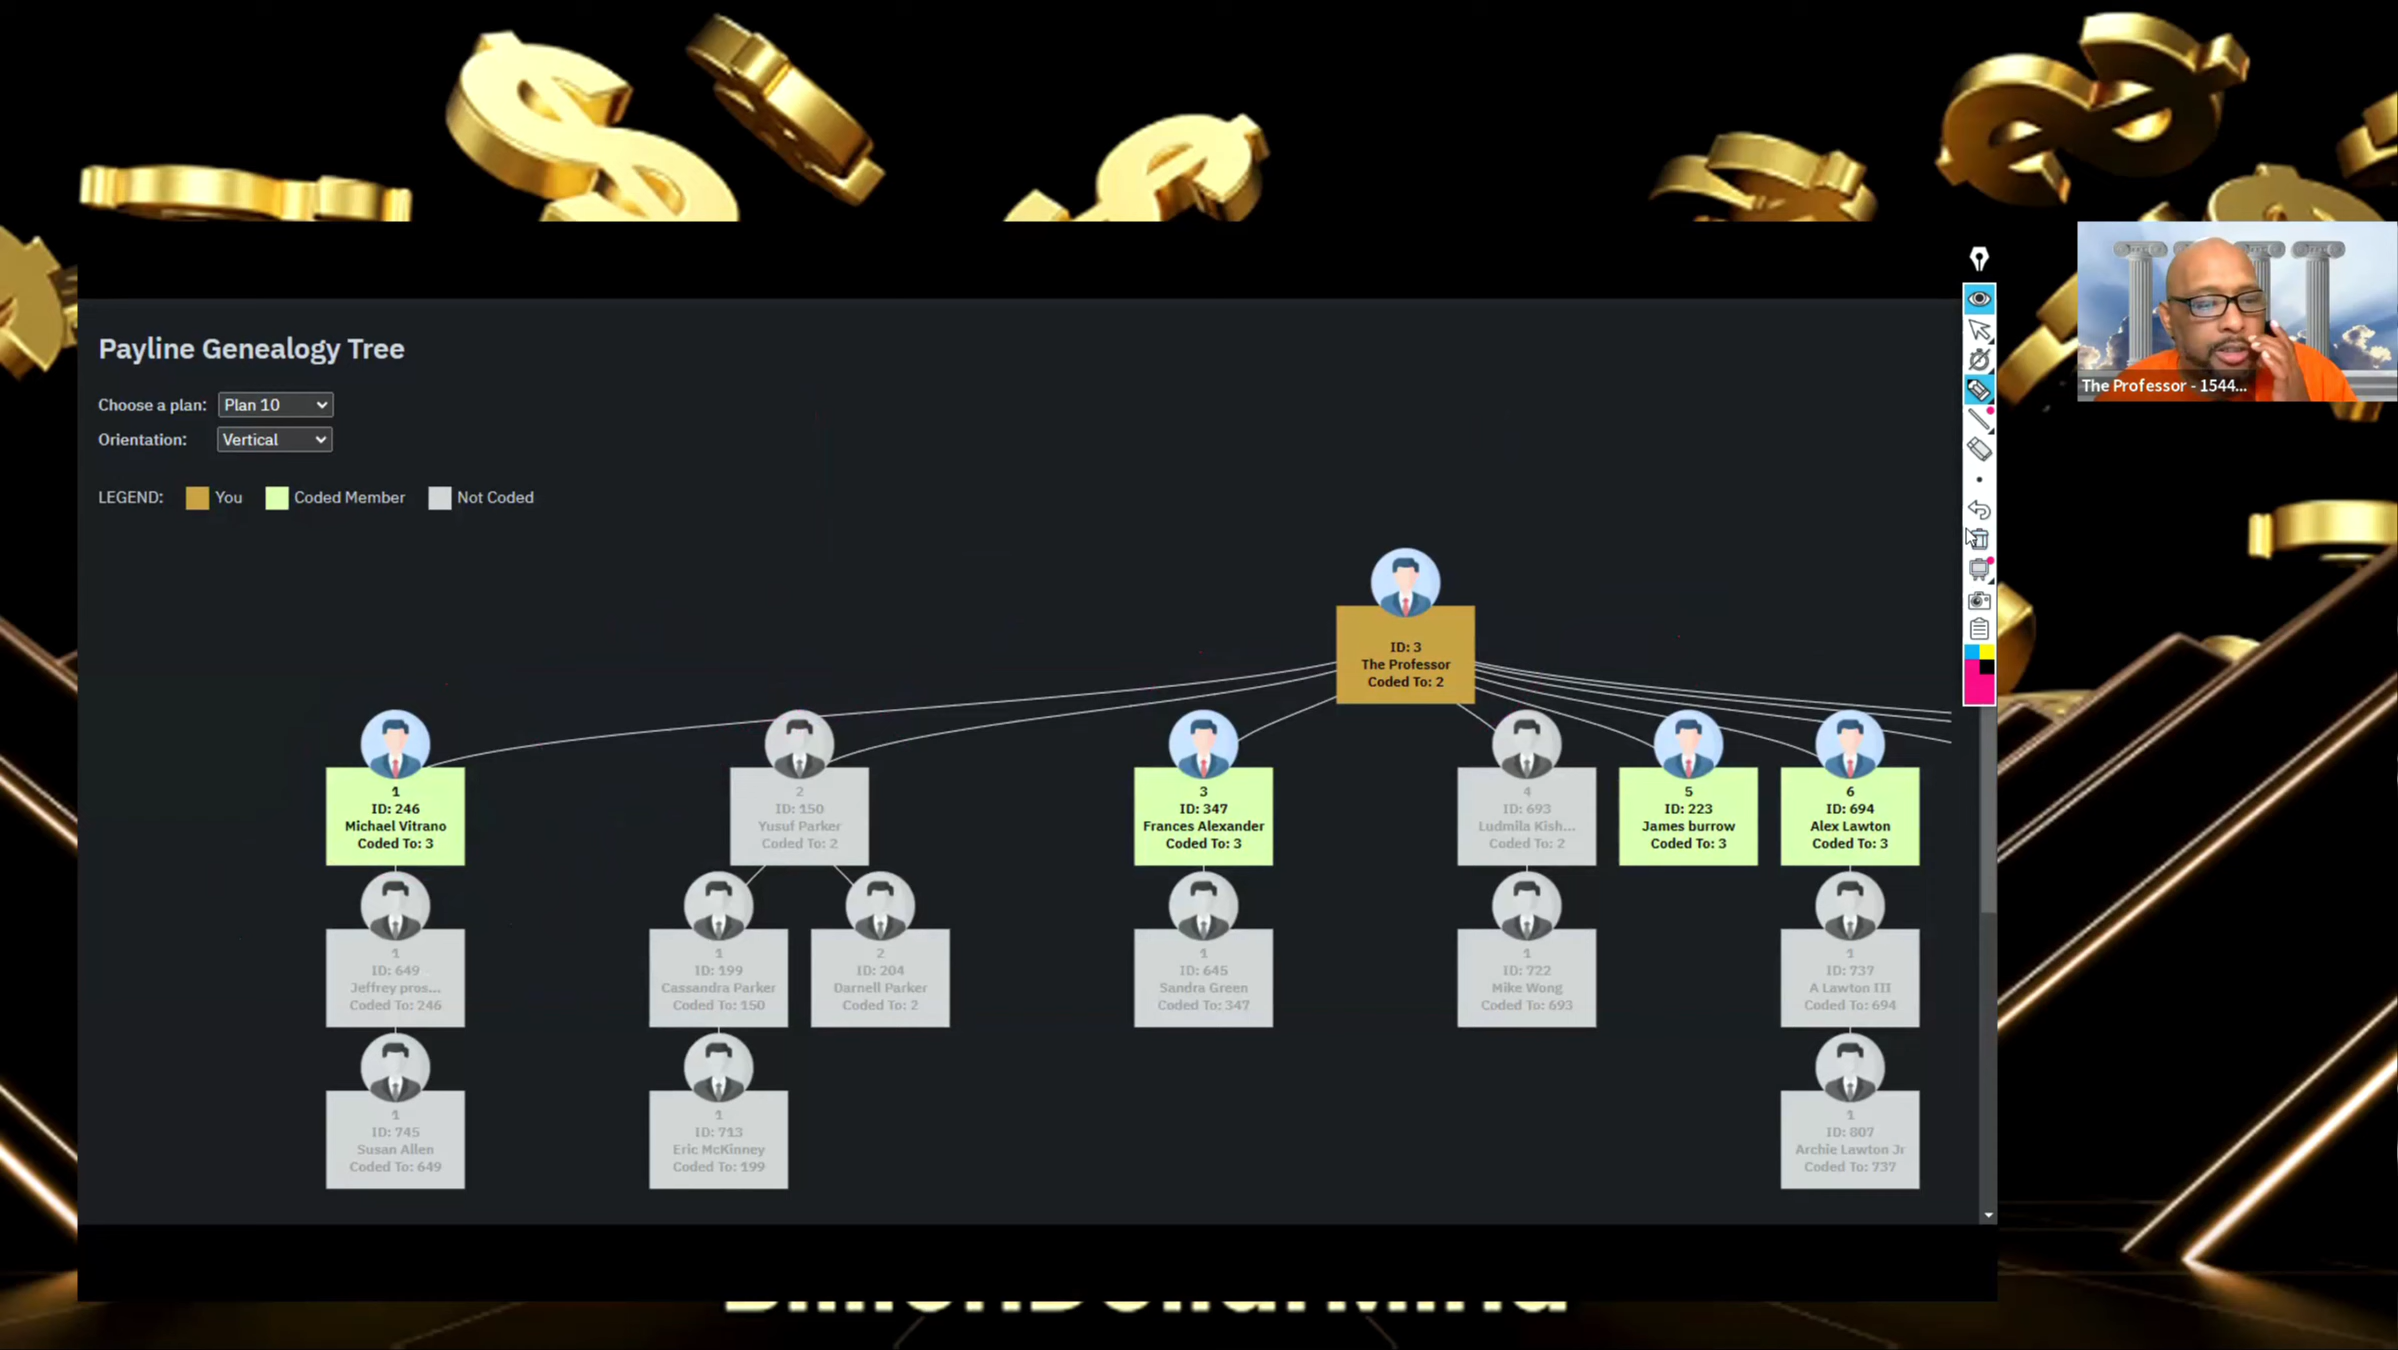 Payline Genealogy Tree
The Professor - 1544...
Choose a plan: Plan 10
Orientation: Vertical
LEGEND: You Coded Member Not Coded
ID: 3
The Professor
Coded To: 2
1
ID: 246
Michael Vitrano
Coded To: 3
2
ID: 150
Yusuf Parker
Coded To: 2
3
ID: 347
Frances Alexander
Coded To: 3
4
ID: 693
Ludmila Kish...
Coded To: 2
5
ID: 223
James burrow
Coded To: 3
6
ID: 694
Alex Lawton
Coded To: 3
1
ID: 649
Jeffrey pros...
Coded To: 246
1
ID: 199
Cassandra Parker
Coded To: 150
2
ID: 204
Darnell Parker
Coded To: 2
1
ID: 645
Sandra Green
Coded To: 347
1
ID: 722
Mike Wong
Coded To: 693
1
ID: 737
A Lawton III
Coded To: 694
1
ID: 745
Susan Allen
Coded To: 649
1
ID: 713
Eric McKinney
Coded To: 199
1
ID: 807
Archie Lawton Jr
Coded To: 737